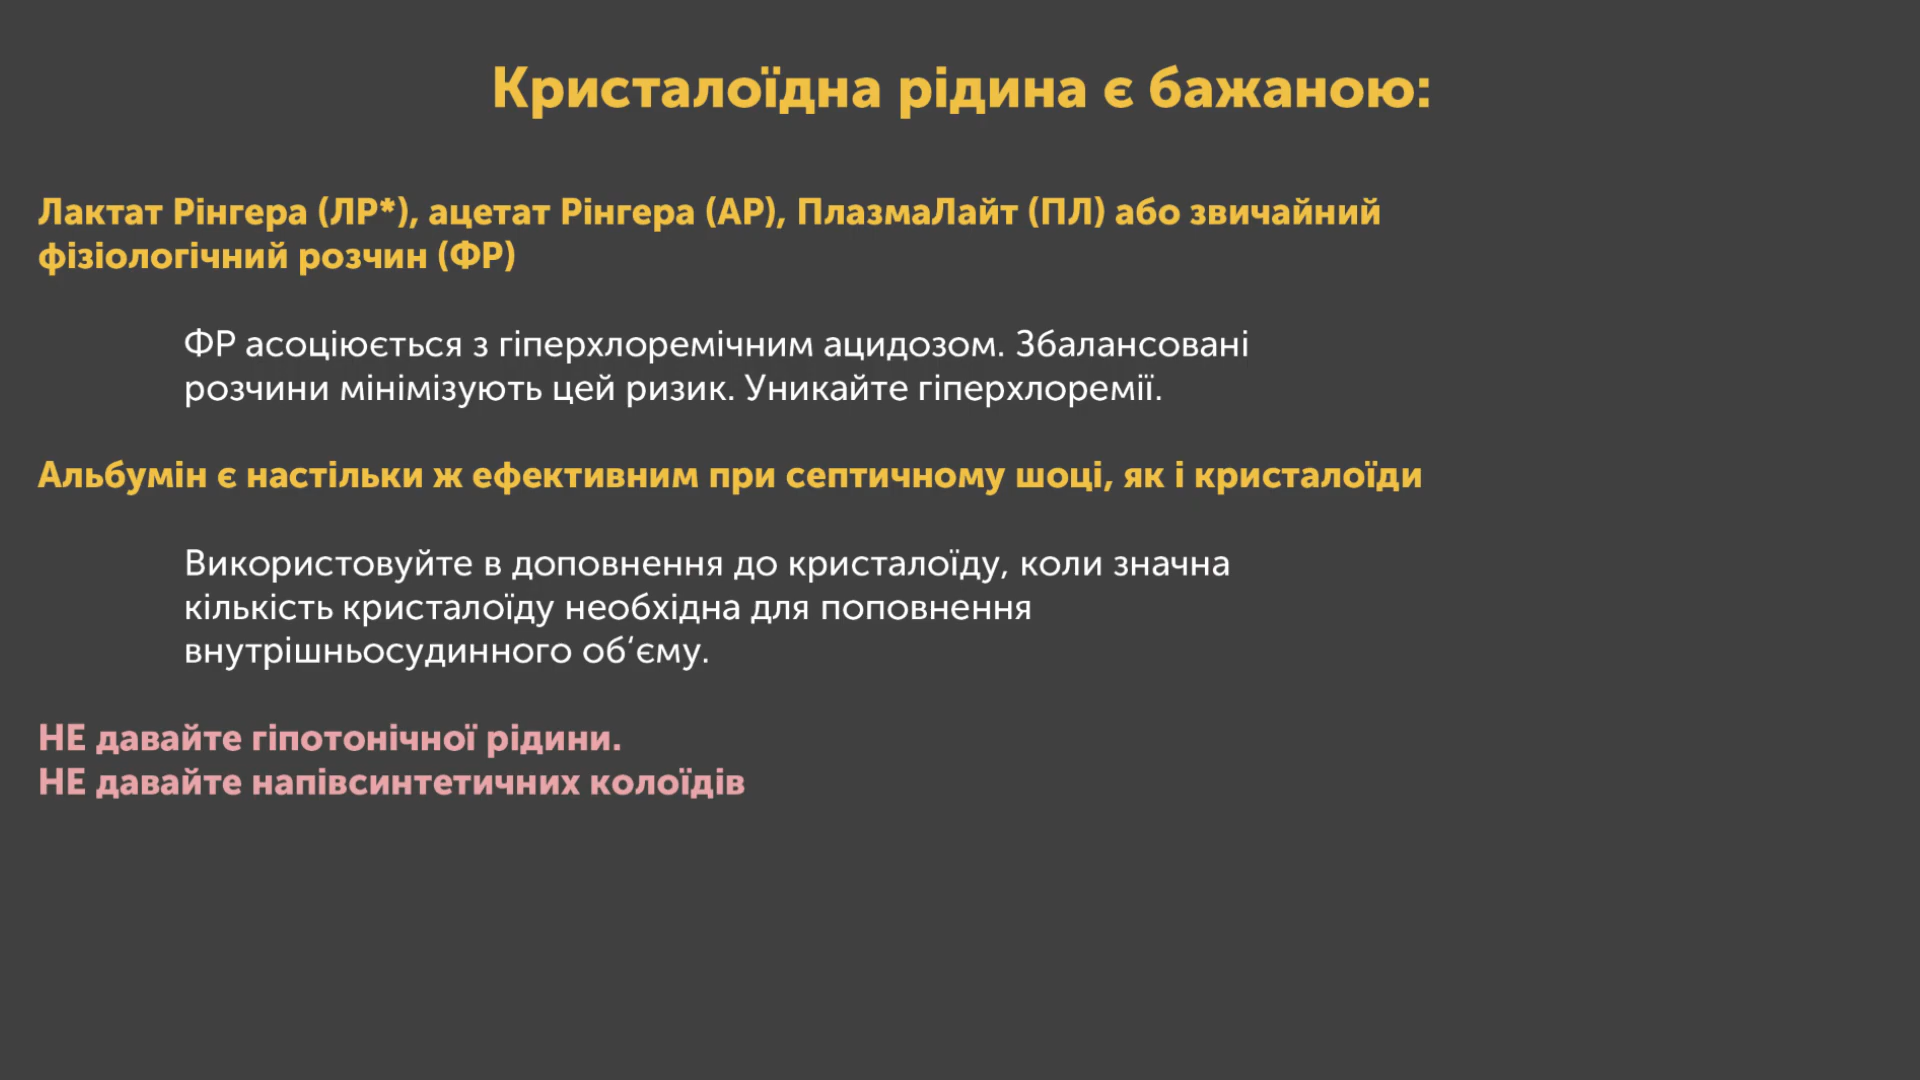 Кристалоїдна рідина є бажаною:
Лактат Рінгера (ЛР*), ацетат Рінгера (АР), ПлазмаЛайт (ПЛ) або звичайний
фізіологічний розчин (ФР)
ФР асоціюється з гіперхлоремічним ацидозом. Збалансовані
розчини мінімізують цей ризик. Уникайте гіперхлоремії.
Альбумін є настільки ж ефективним при септичному шоці, як і кристалоїди
Використовуйте в доповнення до кристалоїду, коли значна
кількість кристалоїду необхідна для поповнення
внутрішньосудинного об‘єму.
НЕ давайте гіпотонічної рідини.
НЕ давайте напівсинтетичних колоїдів